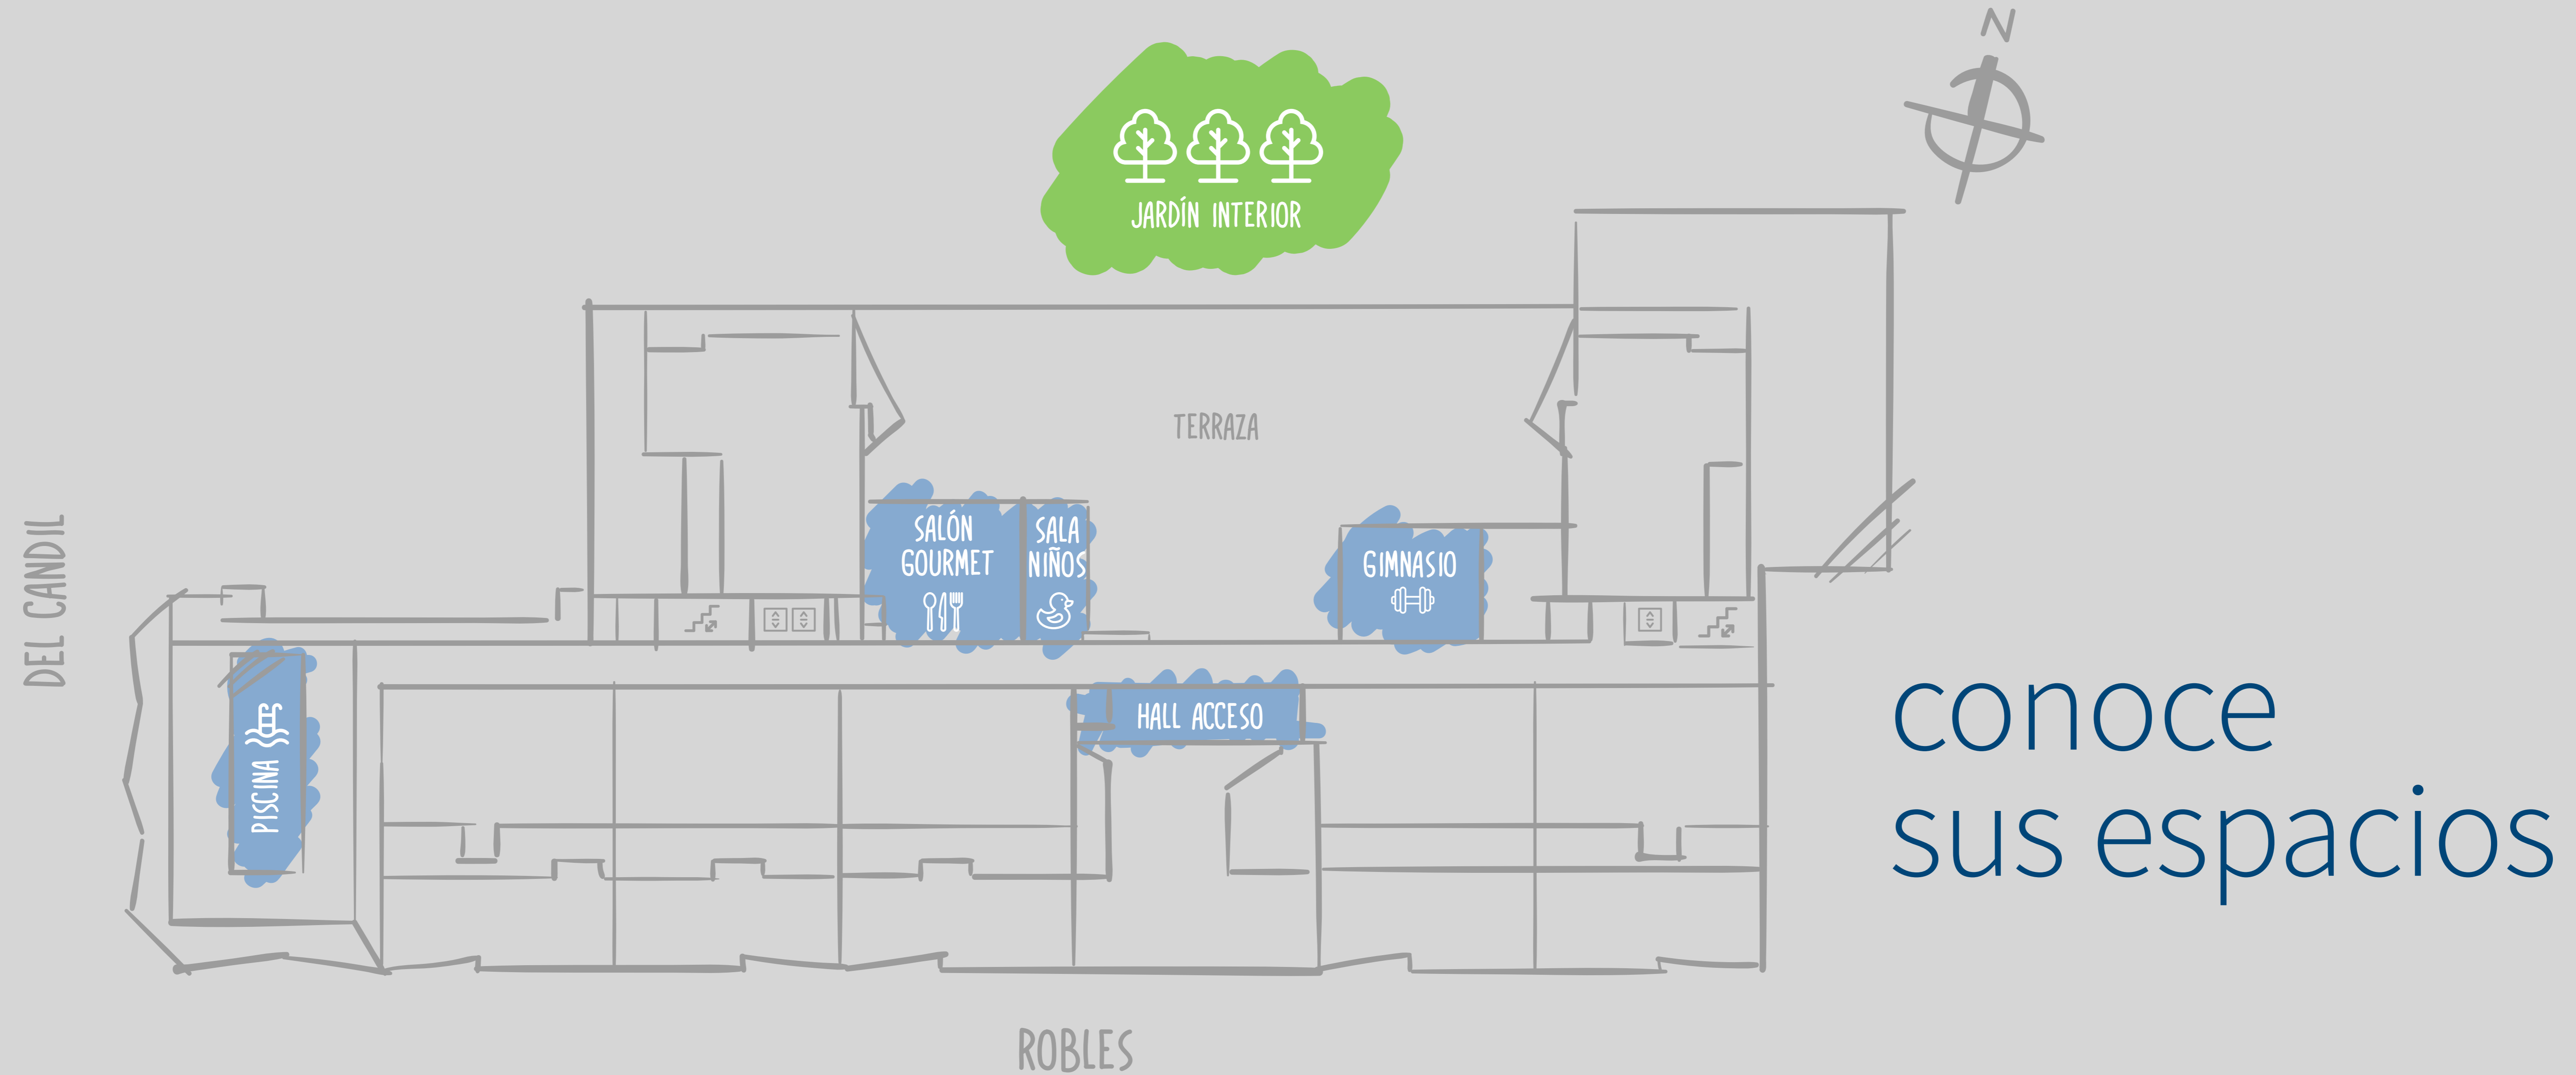 N
JARDÍN INTERIOR
TERRAZA
SALÓN
GOURMET
SALA
NIÑOS
GIMNASIO
DEL CANDIL
PISCINA
HALL ACCESO
conoce
sus espacios
ROBLES